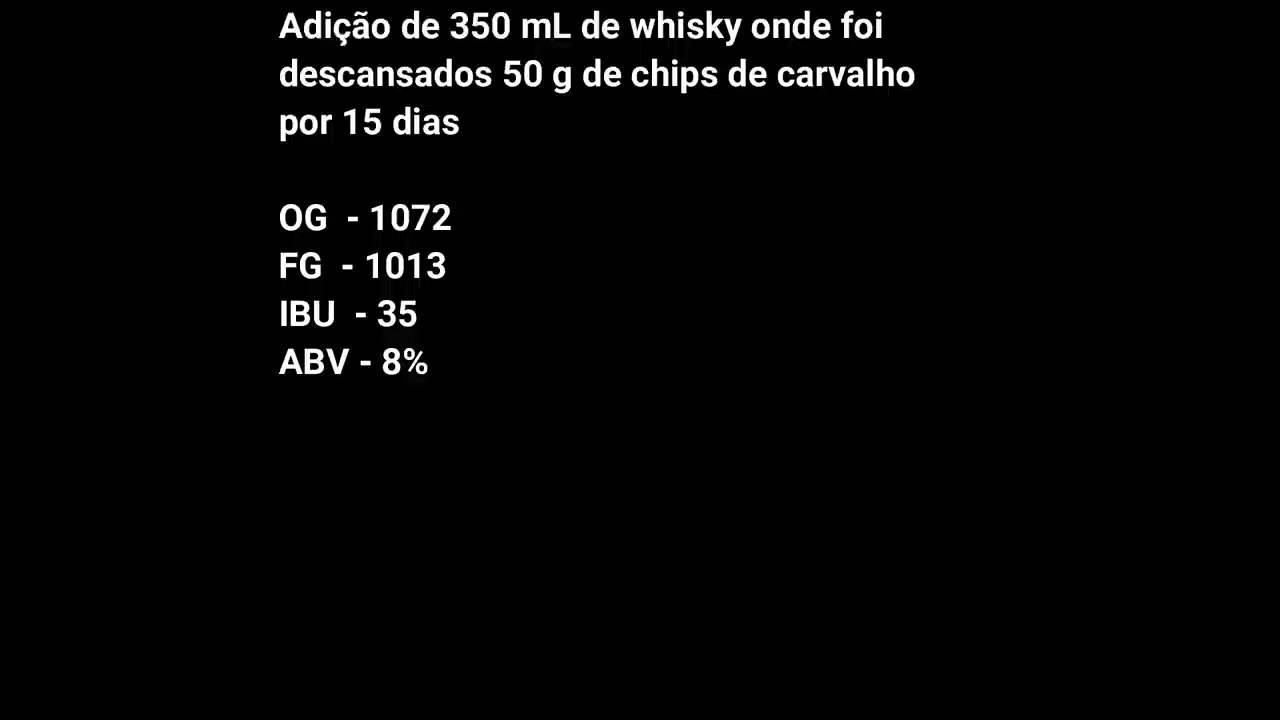 Adição de 350 mL de whisky onde foi
descansados 50 g de chips de carvalho
por 15 dias
OG - 1072
FG - 1013
IBU - 35
ABV - 8%